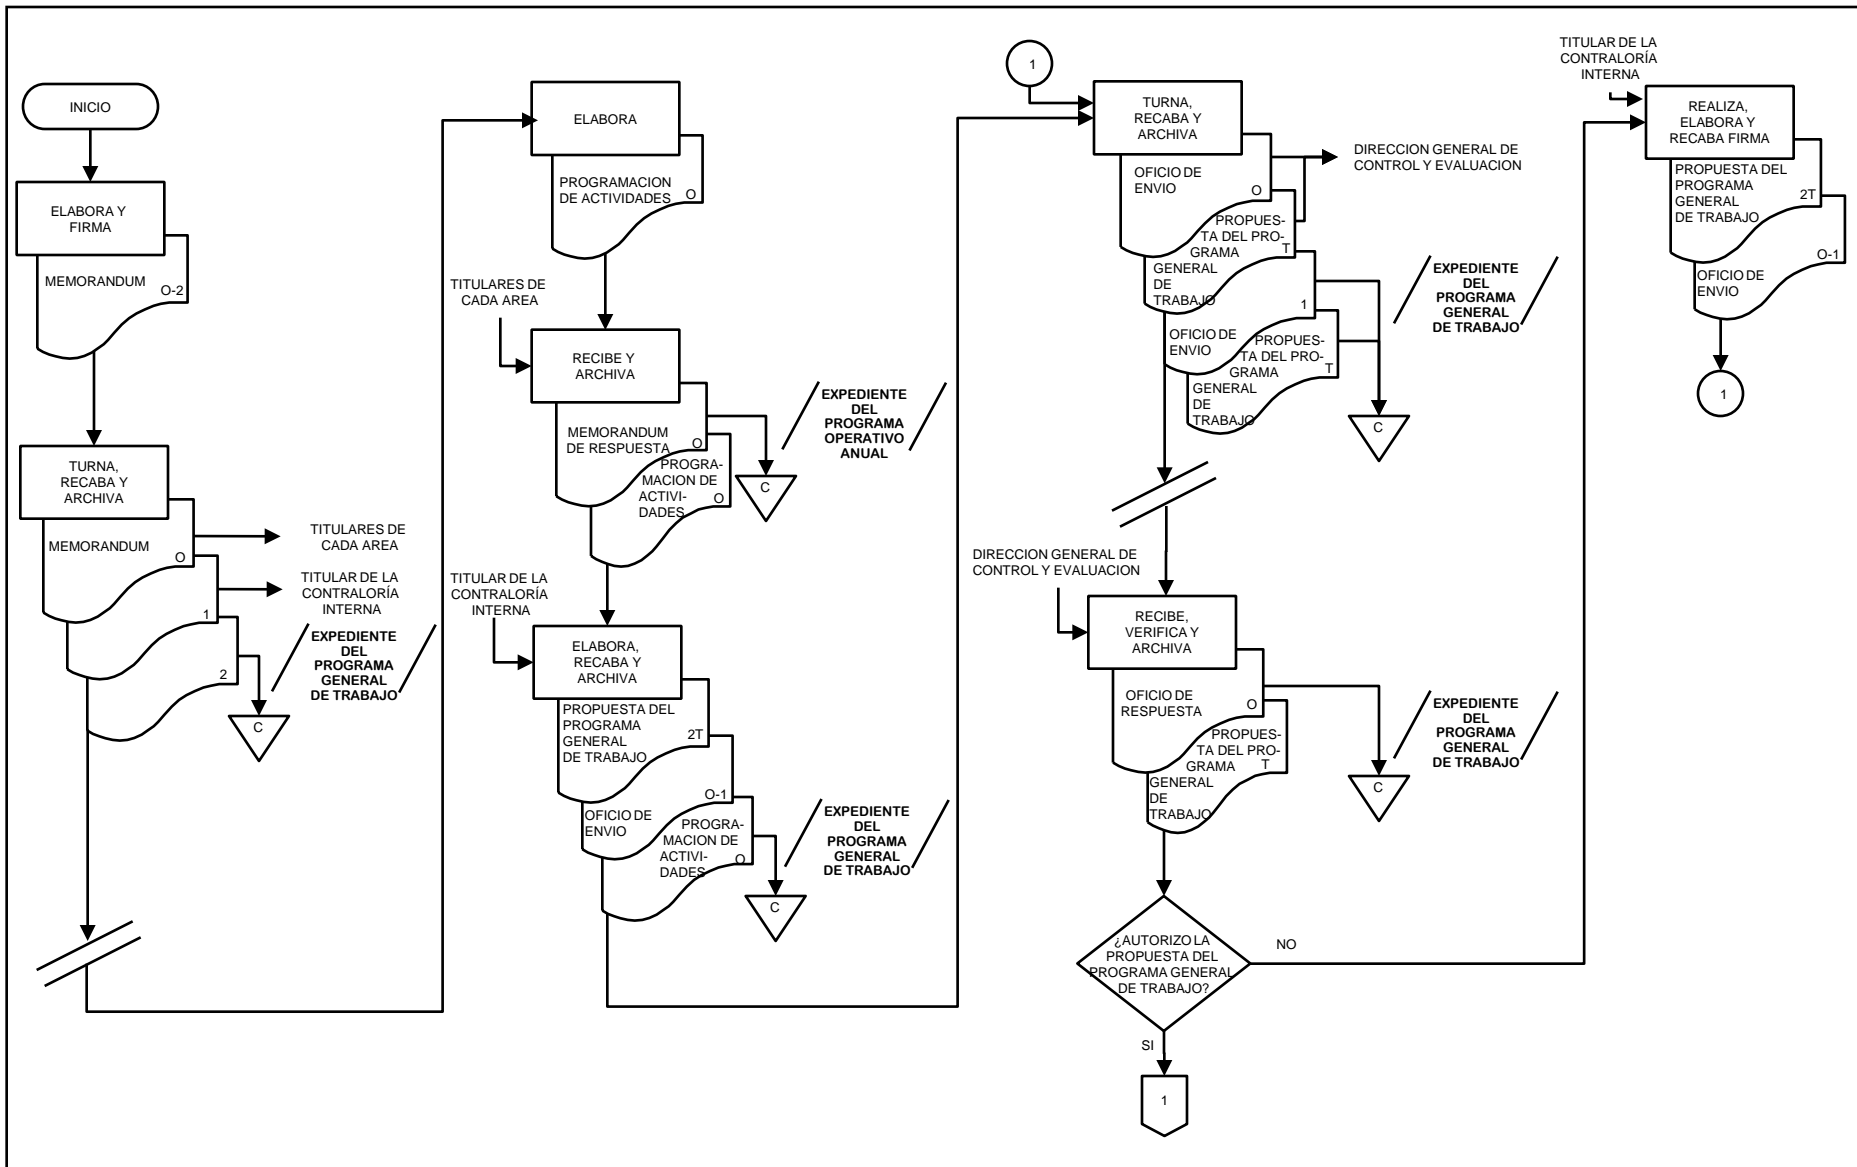 INICIO
ELABORA Y
FIRMA
MEMORANDUM
O-2
TURNA,
RECABA Y
ARCHIVA
MEMORANDUM
O
TITULARES DE
CADA AREA
1
TITULAR DE LA
CONTRALORÍA
INTERNA
2
EXPEDIENTE
DEL
PROGRAMA
GENERAL
DE TRABAJO
C
ELABORA
PROGRAMACION
DE ACTIVIDADES
O
TITULARES DE
CADA AREA
RECIBE Y
ARCHIVA
MEMORANDUM
DE RESPUESTA
O
PROGRA-
MACION DE
ACTIVI-
DADES
O
EXPEDIENTE
DEL
PROGRAMA
OPERATIVO
ANUAL
C
TITULAR DE LA
CONTRALORÍA
INTERNA
ELABORA,
RECABA Y
ARCHIVA
PROPUESTA DEL
PROGRAMA
GENERAL
DE TRABAJO
2T
OFICIO DE
ENVIO
O-1
PROGRA-
MACION DE
ACTIVI-
DADES
O
EXPEDIENTE
DEL
PROGRAMA
GENERAL
DE TRABAJO
C
1
TURNA,
RECABA Y
ARCHIVA
OFICIO DE
ENVIO
O
PROPUES-
TA DEL PRO-
GRAMA
GENERAL
DE
TRABAJO
T
DIRECCION GENERAL DE
CONTROL Y EVALUACION
OFICIO DE
ENVIO
1
PROPUES-
TA DEL PRO-
GRAMA
GENERAL
DE
TRABAJO
T
EXPEDIENTE
DEL
PROGRAMA
GENERAL
DE TRABAJO
C
DIRECCION GENERAL DE
CONTROL Y EVALUACION
RECIBE,
VERIFICA Y
ARCHIVA
OFICIO DE
RESPUESTA
O
PROPUES-
TA DEL PRO-
GRAMA
GENERAL
DE
TRABAJO
T
EXPEDIENTE
DEL
PROGRAMA
GENERAL
DE TRABAJO
C
¿AUTORIZO LA
PROPUESTA DEL
PROGRAMA GENERAL
DE TRABAJO?
NO
SI
1
TITULAR DE LA
CONTRALORÍA
INTERNA
REALIZA,
ELABORA Y
RECABA FIRMA
PROPUESTA DEL
PROGRAMA
GENERAL
DE TRABAJO
2T
OFICIO DE
ENVIO
O-1
1